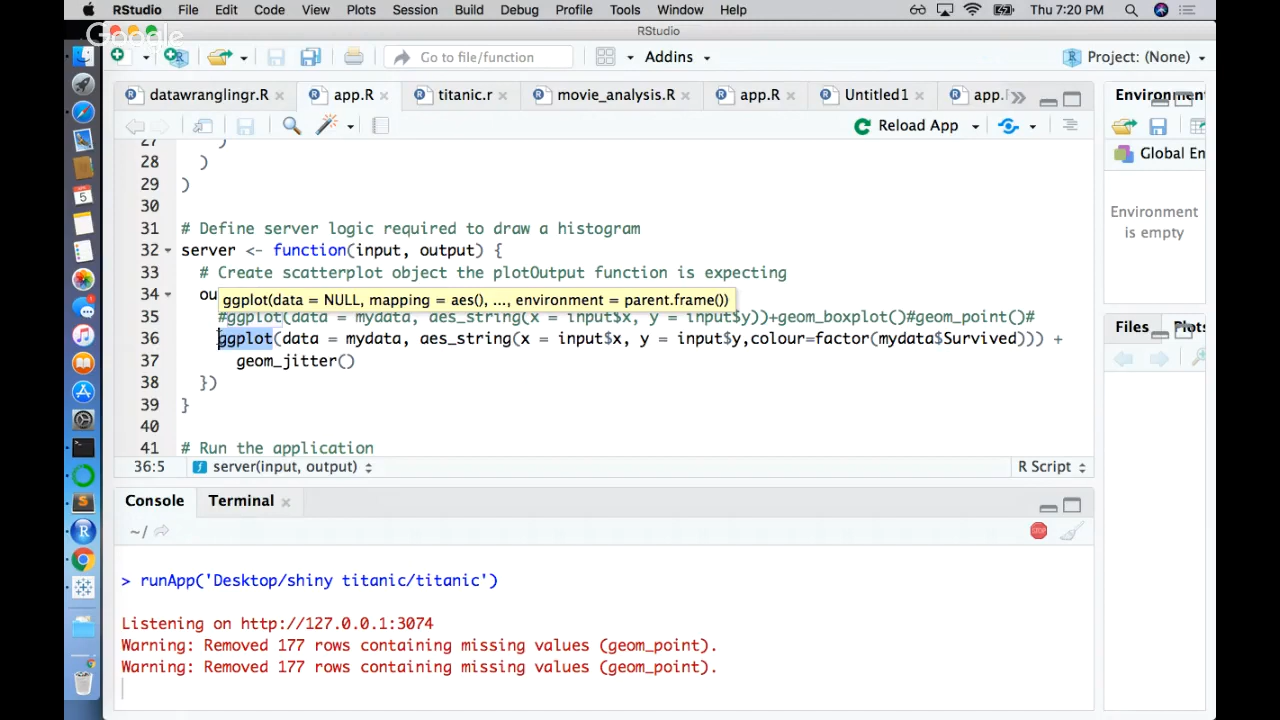 RStudio File Edit Code View Plots Session Build Debug Profile Tools Window Help Thu 7:20 PM
Google
RStudio
Go to file/function Addins Project: (None)
datawranglingr.R app.R titanic.r movie_analysis.R app.R Untitled1 app.
Environment
Reload App
Global En
Environment
is empty
27 )
28 )
29 )
30
31 # Define server logic required to draw a histogram
32 server <- function(input, output) {
33 # Create scatterplot object the plotOutput function is expecting
34 ou
ggplot(data = NULL, mapping = aes(), ..., environment = parent.frame())
35 #ggplot(data = mydata, aes_string(x = input$x, y = input$y))+geom_boxplot()#geom_point()#
36 ggplot(data = mydata, aes_string(x = input$x, y = input$y,colour=factor(mydata$Survived))) +
37 geom_jitter()
38 })
39 }
40
41 # Run the application
36:5 server(input, output) R Script
Files Plots
Console Terminal
~/
> runApp('Desktop/shiny titanic/titanic')
Listening on http://127.0.0.1:3074
Warning: Removed 177 rows containing missing values (geom_point).
Warning: Removed 177 rows containing missing values (geom_point).